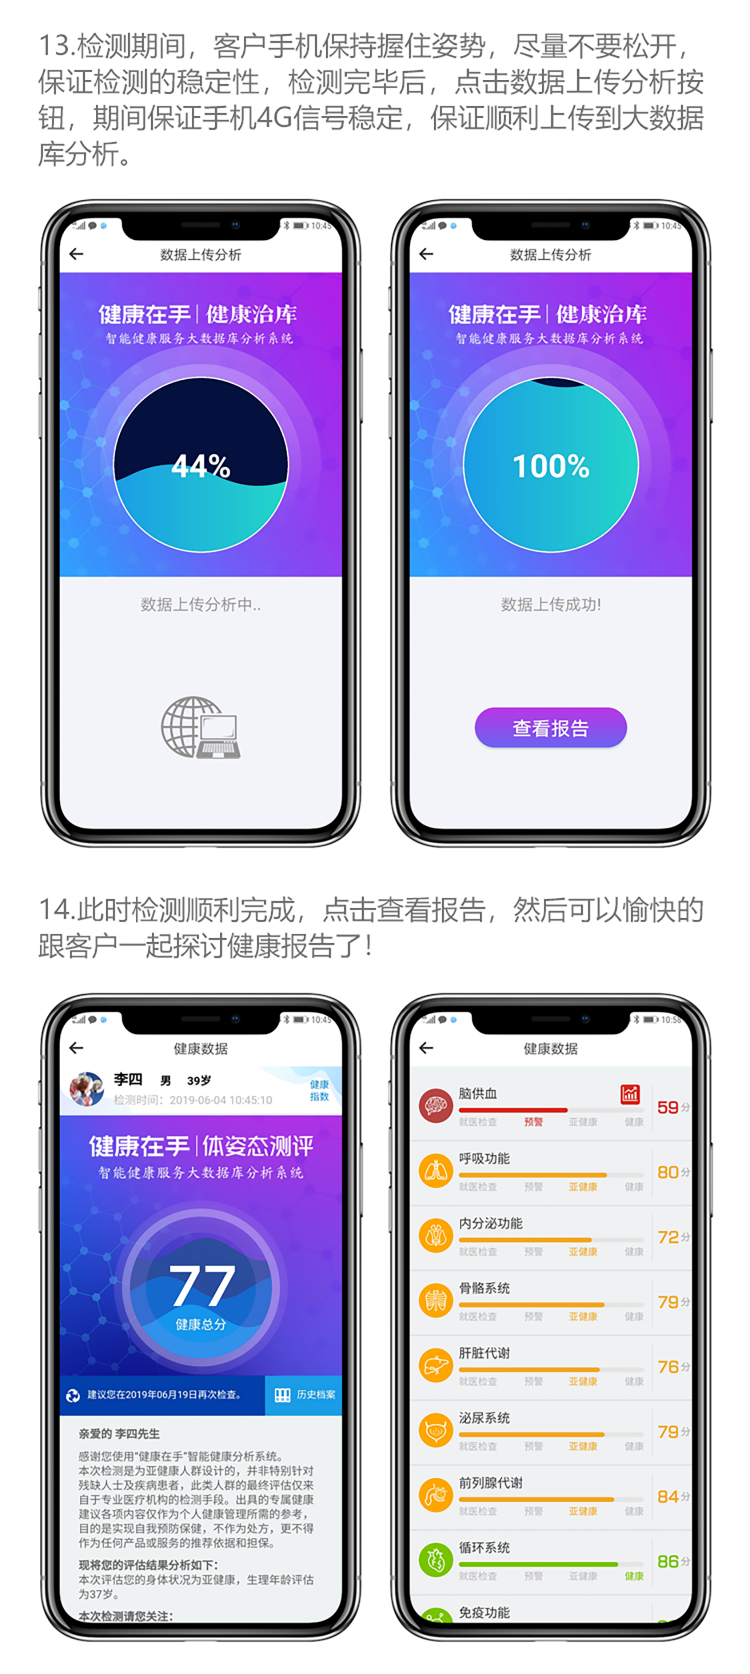 13.检测期间，客户手机保持握住姿势，尽量不要松开，
保证检测的稳定性，检测完毕后，点击数据上传分析按
钮，期间保证手机4G信号稳定，保证顺利上传到大数据
库分析。
10:45
数据上传分析
健康在手|健康治库
智能健康服务大数据库分析系统
44%
数据上传分析中..
10:45
数据上传分析
健康在手|健康治库
智能健康服务大数据库分析系统
100%
数据上传成功!
查看报告
14.此时检测顺利完成，点击查看报告，然后可以愉快的
跟客户一起探讨健康报告了！
10:45
健康数据
李四 男 39岁
检测时间：2019-06-04 10:45:10
健康
指数
健康在手|体姿态测评
智能健康服务大数据库分析系统
77
健康总分
建议您在2019年06月19日再次检查。
历史档案
亲爱的 李四先生
感谢您使用“健康在手”智能健康分析系统。
本次检测是为亚健康人群设计的，并非特别针对
残缺人士及疾病患者，此类人群的最终评估仅来
自于专业医疗机构的检测手段。出具的专属健康
建议各项内容仅作为个人健康管理所需的参考，
目的是实现自我预防保健，不作为处方，更不得
作为任何产品或服务的推荐依据和担保。
现将您的评估结果分析如下：
本次评估您的身体状况为亚健康，生理年龄评估
为37岁。
本次检测请您关注：
10:58
健康数据
脑供血
59分
就医检查 预警 亚健康 健康
呼吸功能
80分
就医检查 预警 亚健康 健康
内分泌功能
72分
就医检查 预警 亚健康 健康
骨骼系统
79分
就医检查 预警 亚健康 健康
肝脏代谢
76分
就医检查 预警 亚健康 健康
泌尿系统
79分
就医检查 预警 亚健康 健康
前列腺代谢
84分
就医检查 预警 亚健康 健康
循环系统
86分
就医检查 预警 亚健康 健康
免疫功能